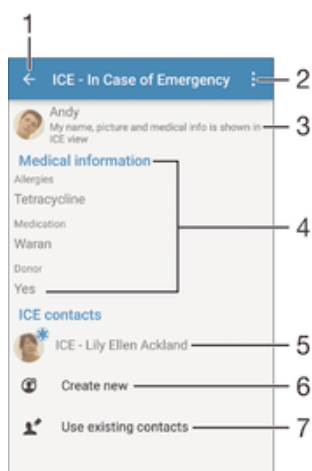 1
ICE - In Case of Emergency
2
Andy
My name, picture and medical info is shown in
ICE view
3
Medical information
Allergies
Tetracycline
Medication
Waran
Donor
Yes
4
ICE contacts
ICE - Lily Ellen Ackland
5
Create new
6
Use existing contacts
7